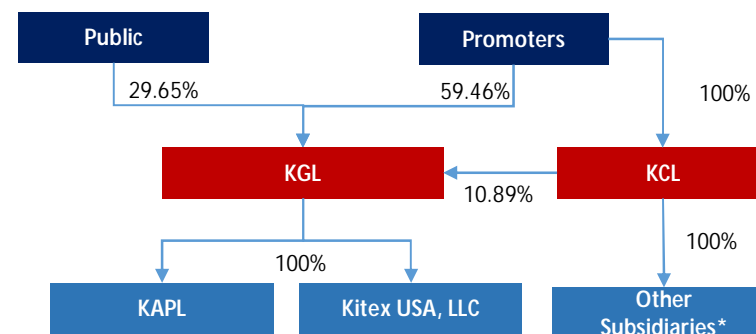 Public
Promoters
29.65%
59.46%
100%
KGL
KCL
10.89%
100%
100%
KAPL
Kitex USA, LLC
Other
Subsidiaries*